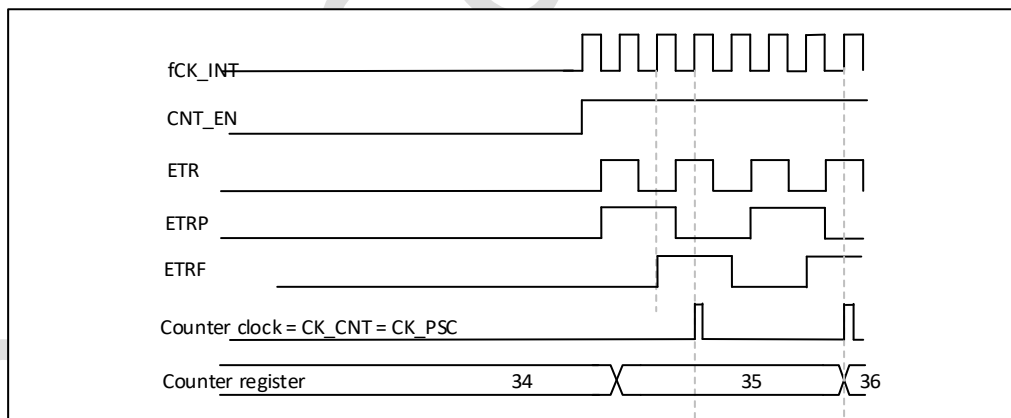 fCK_INT
CNT_EN
ETR
ETRP
ETRF
Counter clock = CK_CNT = CK_PSC
Counter register 34 35 36